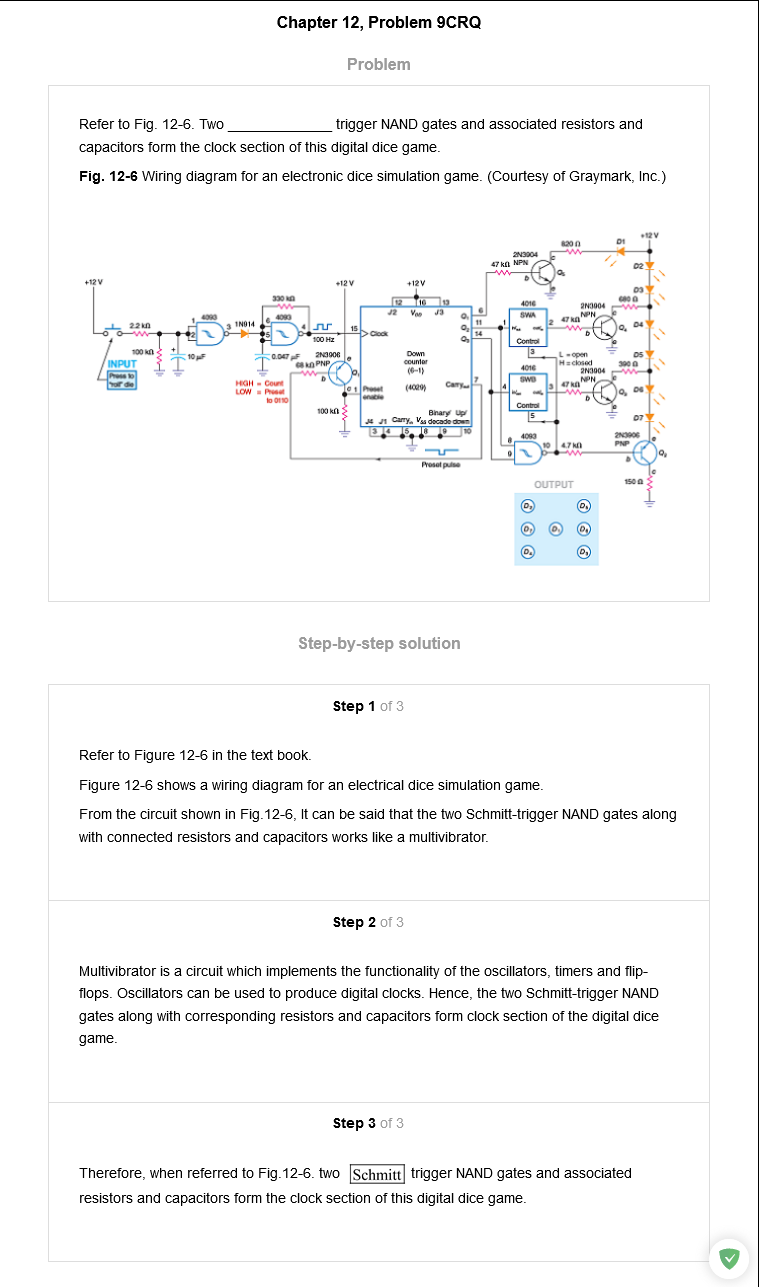 Chapter 12, Problem 9CRQ
Problem
Refer to Fig. 12-6. Two _____________ trigger NAND gates and associated resistors and
capacitors form the clock section of this digital dice game.
Fig. 12-6 Wiring diagram for an electronic dice simulation game. (Courtesy of Graymark, Inc.)
+12 V
820 Ω
D1
2N3904
47 kΩ NPN
D2
+12 V
+12 V
+12 V
D3
330 kΩ
680 Ω
12 16 13
4016
2N3904
J2 VDD J3
SWA
47 kΩ NPN
2.2 kΩ
4093
1N914
4093
100 Hz
15
Clock
Control
D4
100 kΩ
10 µF
0.047 µF
2N3906
68 kΩ PNP
Down
counter
(6–1)
L = open
H = closed
D5
390 Ω
INPUT
Press to
"roll" die
HIGH = Count
LOW = Preset
to 0110
Preset
enable
(4029)
Carry out
4016
SWB
2N3904
47 kΩ NPN
D6
100 kΩ
Binary/ Up/
J4 J1 Carry in VSS decade down
Control
D7
3 4 5 8 9 10
4093
4.7 kΩ
2N3906
PNP
Preset pulse
OUTPUT
150 Ω
Step-by-step solution
Step 1 of 3
Refer to Figure 12-6 in the text book.
Figure 12-6 shows a wiring diagram for an electrical dice simulation game.
From the circuit shown in Fig.12-6, It can be said that the two Schmitt-trigger NAND gates along
with connected resistors and capacitors works like a multivibrator.
Step 2 of 3
Multivibrator is a circuit which implements the functionality of the oscillators, timers and flip-
flops. Oscillators can be used to produce digital clocks. Hence, the two Schmitt-trigger NAND
gates along with corresponding resistors and capacitors form clock section of the digital dice
game.
Step 3 of 3
Therefore, when referred to Fig.12-6. two Schmitt trigger NAND gates and associated
resistors and capacitors form the clock section of this digital dice game.